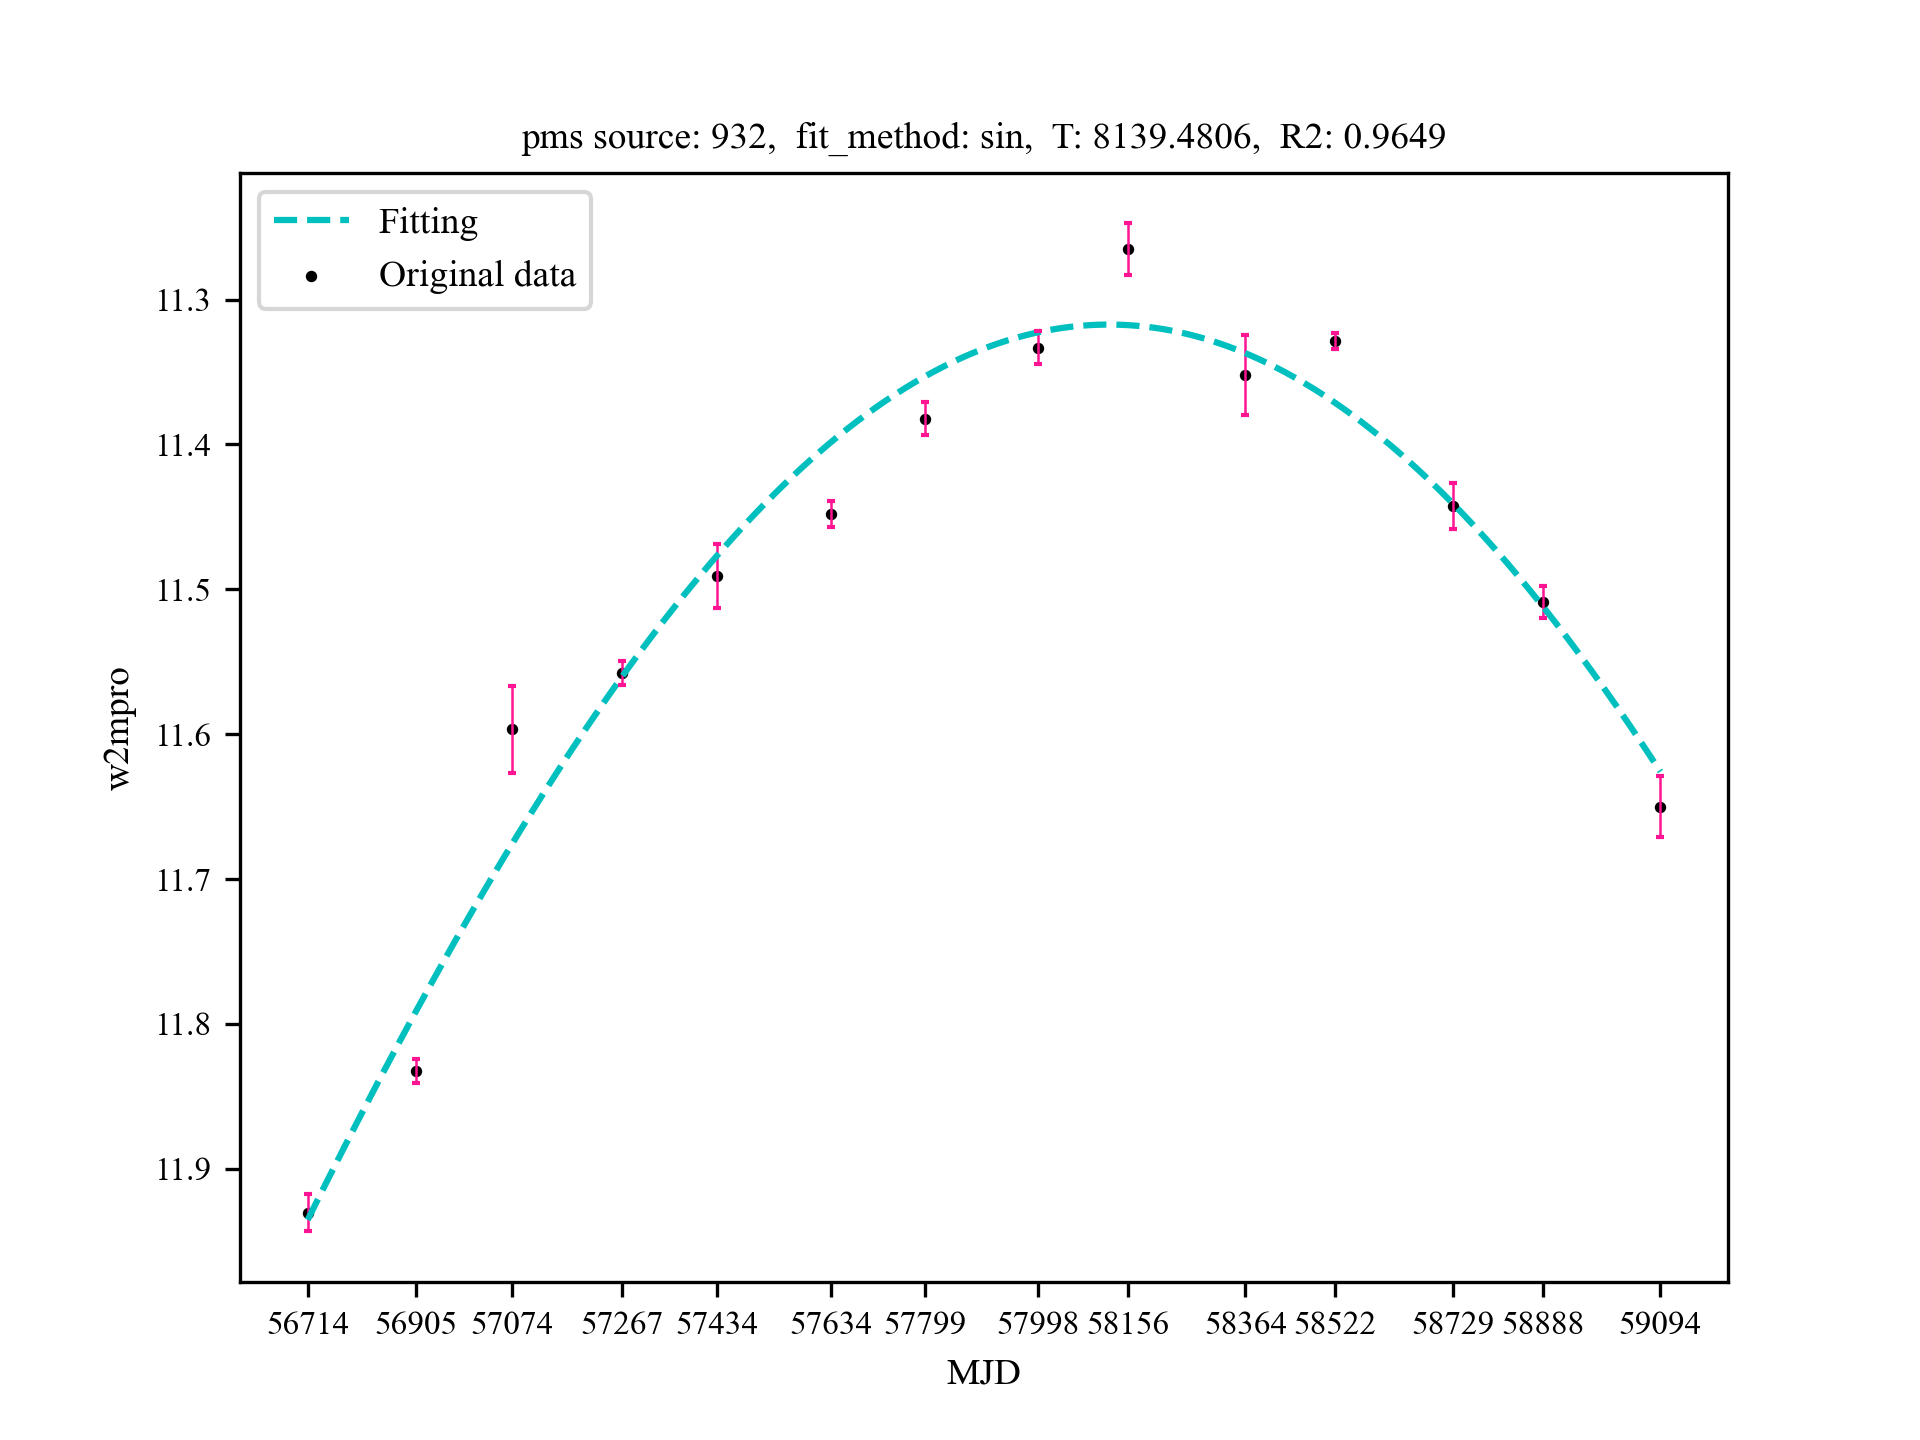 pms source: 932,  fit_method: sin,  T: 8139.4806,  R2: 0.9649
Fitting
Original data
11.3
11.4
11.5
11.6
11.7
11.8
11.9
w2mpro
56714 56905 57074 57267 57434 57634 57799 57998 58156 58364 58522 58729 58888 59094
MJD